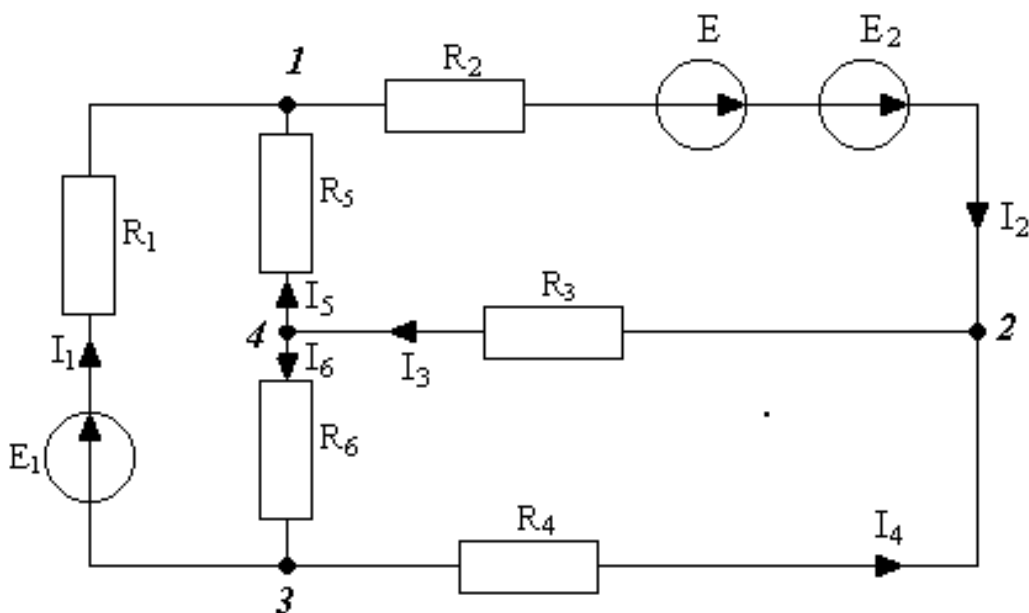 E E₂
1 R₂
R₅
R₁ I₂
I₅ R₃
4 2
I₁ I₆ I₃
R₆
E₁
R₄ I₄
3